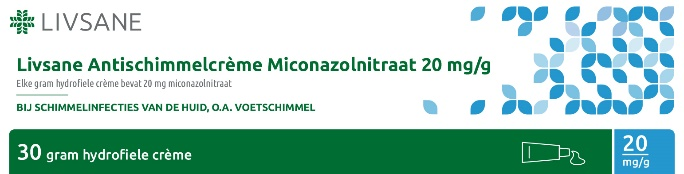 LIVSANE
Livsane Antischimmelcrème Miconazolnitraat 20 mg/g
Elke gram hydrofiele crème bevat 20 mg miconazolnitraat
BIJ SCHIMMELINFECTIES VAN DE HUID, O.A. VOETSCHIMMEL
30 gram hydrofiele crème
20
mg/g